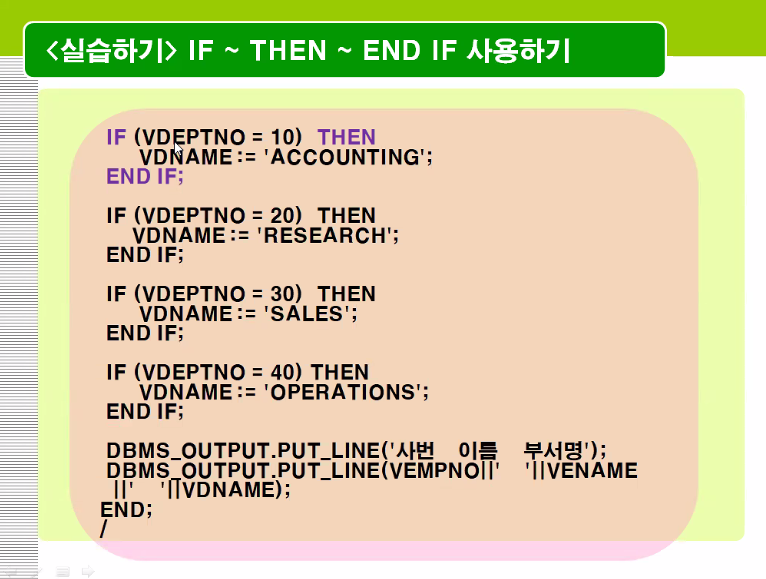 <실습하기> IF ~ THEN ~ END IF 사용하기
IF (VDEPTNO = 10) THEN
VDNAME := 'ACCOUNTING';
END IF;
IF (VDEPTNO = 20) THEN
VDNAME := 'RESEARCH';
END IF;
IF (VDEPTNO = 30) THEN
VDNAME := 'SALES';
END IF;
IF (VDEPTNO = 40) THEN
VDNAME := 'OPERATIONS';
END IF;
DBMS_OUTPUT.PUT_LINE('사번 이름 부서명');
DBMS_OUTPUT.PUT_LINE(VEMPNO||' '||VENAME
||' '||VDNAME);
END;
/